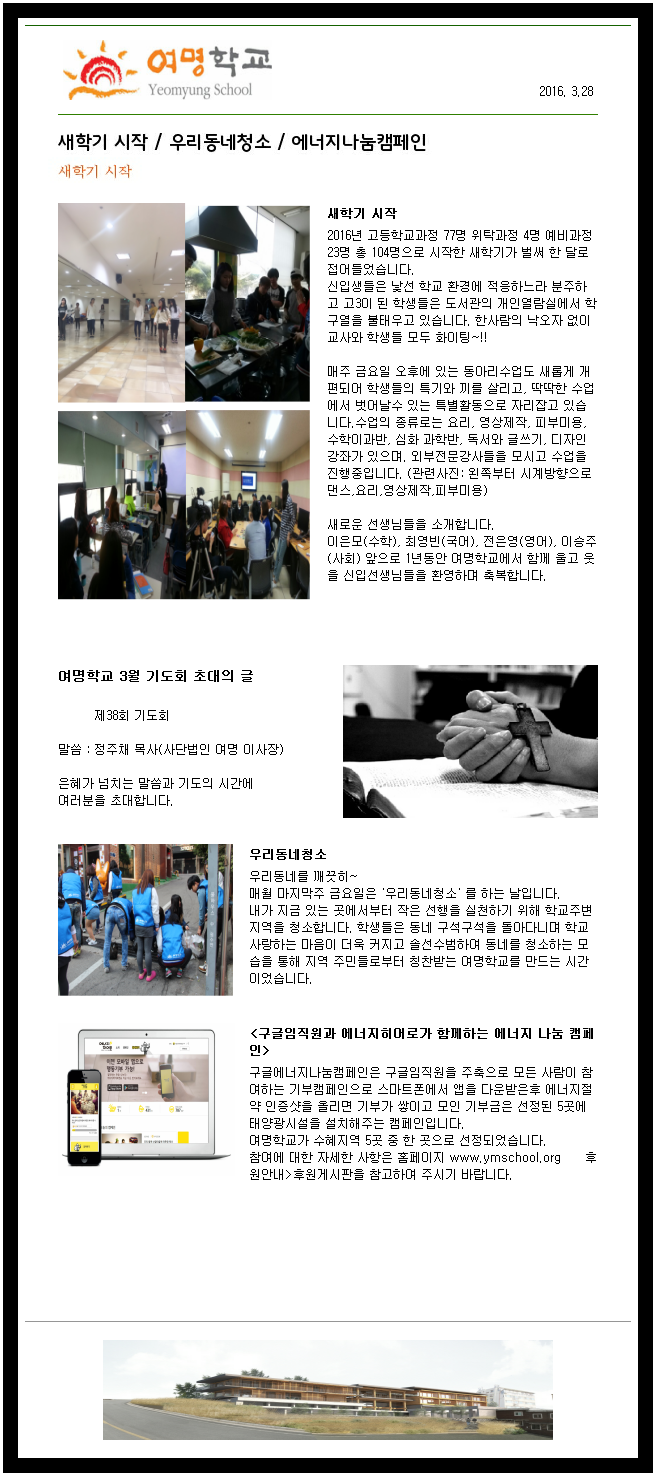 여명학교
Yeomyung School
2016. 3.28
새학기 시작 / 우리동네청소 / 에너지나눔캠페인
새학기 시작
새학기 시작
2016년 고등학교과정 77명 위탁과정 4명 예비과정
23명 총 104명으로 시작한 새학기가 벌써 한 달로
접어들었습니다.
신입생들은 낯선 학교 환경에 적응하느라 분주하
고 고3이 된 학생들은 도서관의 개인열람실에서 학
구열을 불태우고 있습니다. 한사람의 낙오자 없이
교사와 학생들 모두 화이팅~!!
매주 금요일 오후에 있는 동아리수업도 새롭게 개
편되어 학생들의 특기와 끼를 살리고, 딱딱한 수업
에서 벗어날수 있는 특별활동으로 자리잡고 있습
니다.수업의 종류로는 요리, 영상제작, 피부미용,
수학이과반, 심화 과학반, 독서와 글쓰기, 디자인
강좌가 있으며, 외부전문강사들을 모시고 수업을
진행중입니다. (관련사진: 왼쪽부터 시계방향으로
댄스,요리,영상제작,피부미용)
새로운 선생님들을 소개합니다.
이은모(수학), 최영빈(국어), 전은영(영어), 이승주
(사회) 앞으로 1년동안 여명학교에서 함께 울고 웃
을 신입선생님들을 환영하며 축복합니다.
여명학교 3월 기도회 초대의 글
제38회 기도회
말씀 : 정주채 목사(사단법인 여명 이사장)
은혜가 넘치는 말씀과 기도의 시간에
여러분을 초대합니다.
우리동네청소
우리동네를 깨끗히~
매월 마지막주 금요일은 '우리동네청소' 를 하는 날입니다.
내가 지금 있는 곳에서부터 작은 선행을 실천하기 위해 학교주변
지역을 청소합니다. 학생들은 동네 구석구석을 돌아다니며 학교
사랑하는 마음이 더욱 커지고 솔선수범하여 동네를 청소하는 모
습을 통해 지역 주민들로부터 칭찬받는 여명학교를 만드는 시간
이었습니다.
<구글임직원과 에너지히어로가 함께하는 에너지 나눔 캠페
인>
구글에너지나눔캠페인은 구글임직원을 주축으로 모든 사람이 참
여하는 기부캠페인으로 스마트폰에서 앱을 다운받은후 에너지절
약 인증샷을 올리면 기부가 쌓이고 모인 기부금은 선정된 5곳에
태양광시설을 설치해주는 캠페인입니다.
여명학교가 수혜지역 5곳 중 한 곳으로 선정되었습니다.
참여에 대한 자세한 사항은 홈페이지 www.ymschool.org 후
원안내>후원게시판을 참고하여 주시기 바랍니다.